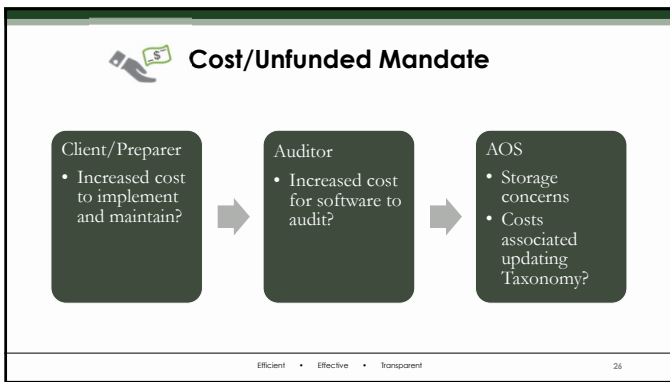 $
Cost/Unfunded Mandate
Client/Preparer
• Increased cost
to implement
and maintain?
Auditor
• Increased cost
for software to
audit?
AOS
• Storage
concerns
• Costs
associated
updating
Taxonomy?
Efficient • Effective • Transparent
26